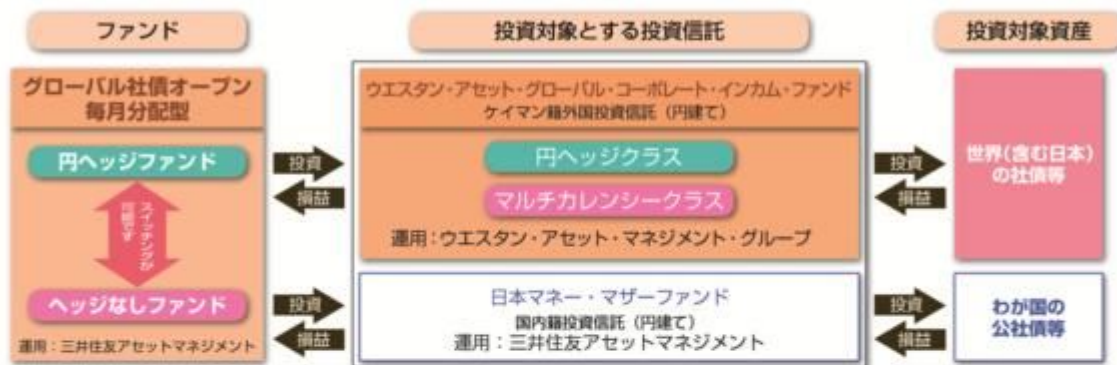 ファンド
投資対象とする投資信託
投資対象資産
グローバル社債オープン
毎月分配型
円ヘッジファンド
スイッチングが
可能です
ヘッジなしファンド
運用:三井住友アセットマネジメント
投資
損益
投資
損益
ウエスタン・アセット・グローバル・コーポレート・インカム・ファンド
ケイマン籍外国投資信託(円建て)
円ヘッジクラス
マルチカレンシークラス
運用:ウエスタン・アセット・マネジメント・グループ
日本マネー・マザーファンド
国内籍投資信託(円建て)
運用:三井住友アセットマネジメント
投資
損益
投資
損益
世界(含む日本)
の社債等
わが国の
公社債等